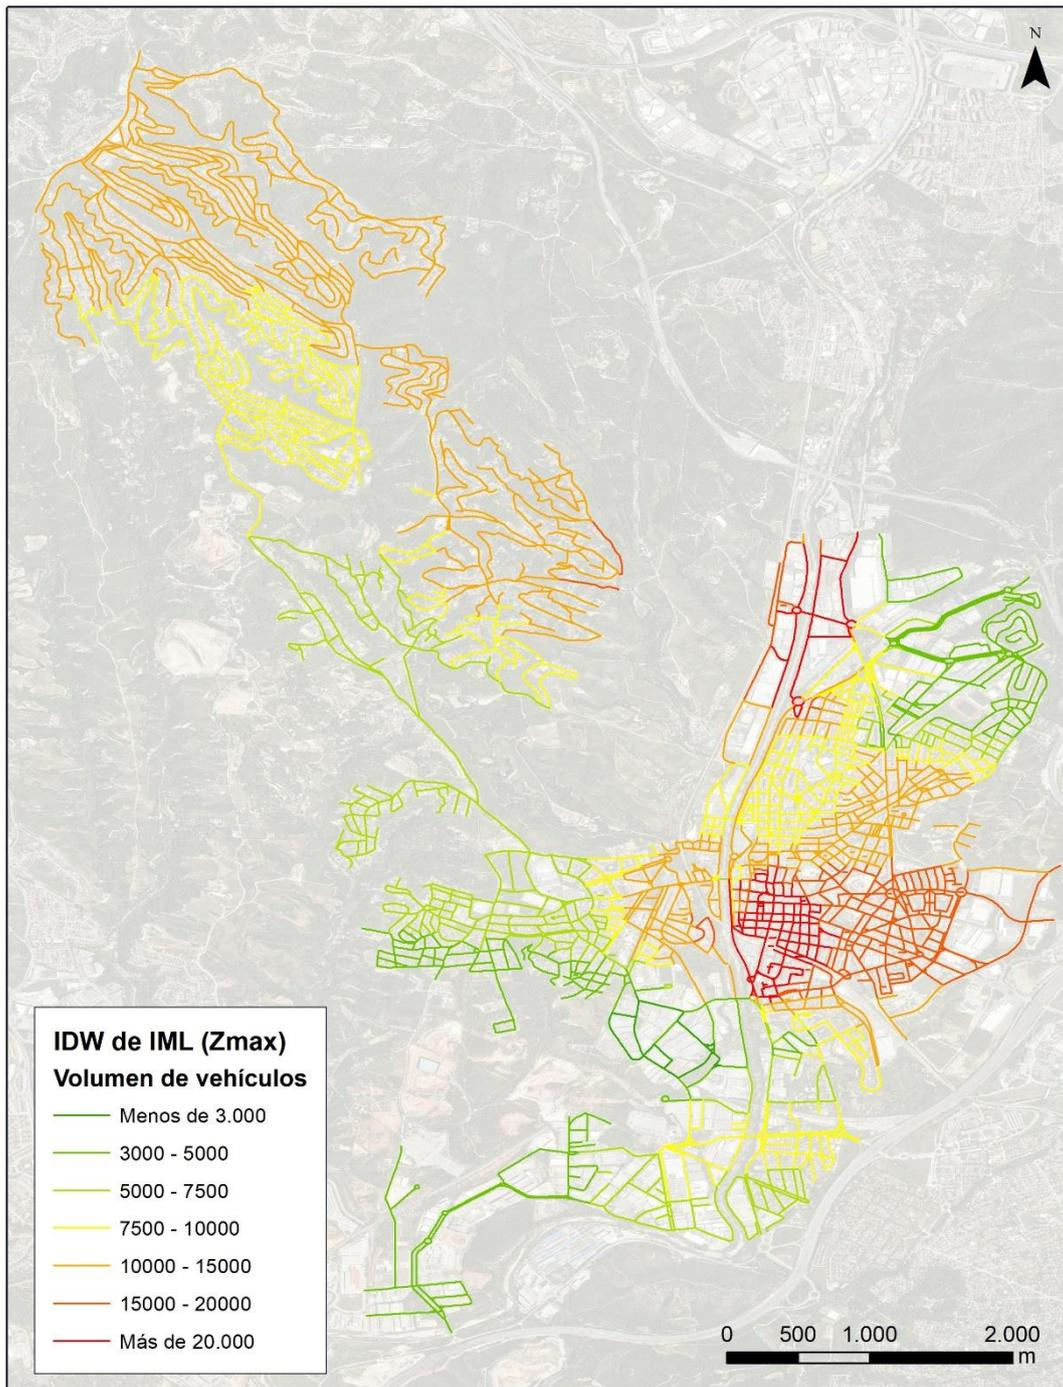 N
IDW de IML (Zmax)
Volumen de vehículos
Menos de 3.000
3000 - 5000
5000 - 7500
7500 - 10000
10000 - 15000
15000 - 20000
Más de 20.000
0 500 1.000 2.000
m